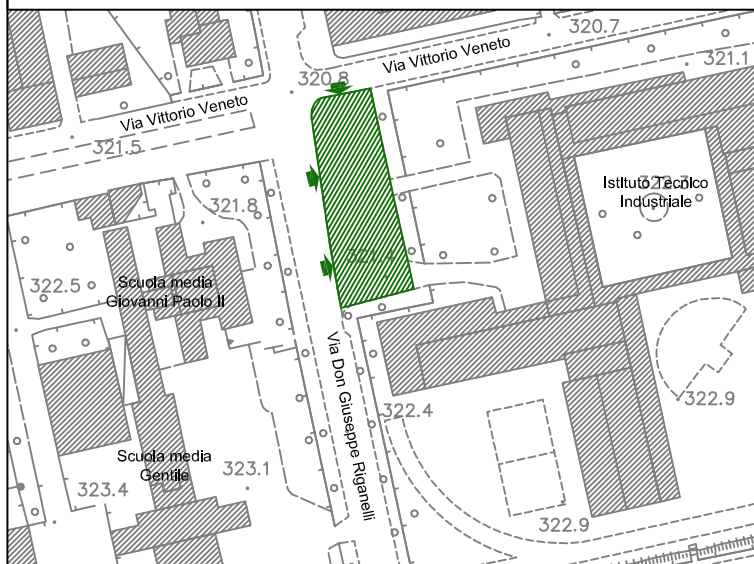 320.7
Via Vittorio Veneto
321.1
320.8
Via Vittorio Veneto
321.5
Istituto Tecnico
Industriale
321.8
321.4
322.5
Scuola media
Giovanni Paolo II
Via Don Giuseppe Riganelli
322.4
322.9
Scuola media
Gentile
323.1
323.4
322.9